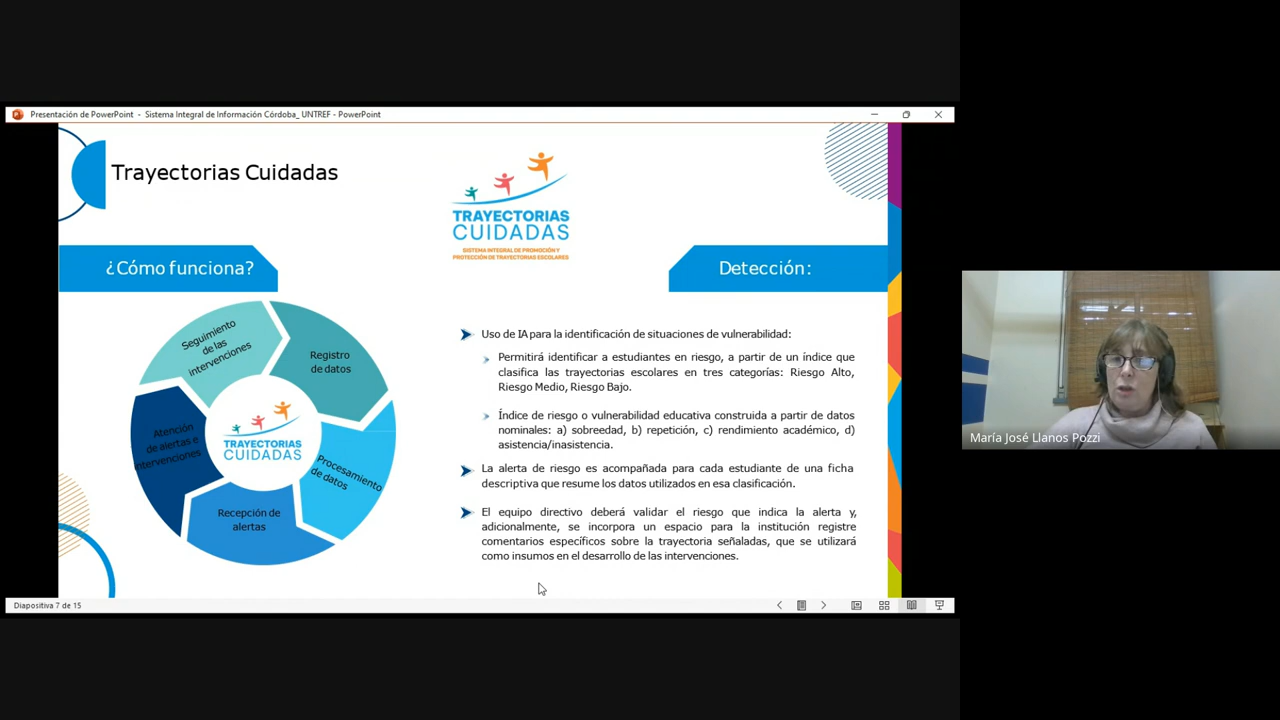 Presentación de PowerPoint - Sistema Integral de Información Córdoba_ UNTREF - PowerPoint
Trayectorias Cuidadas
TRAYECTORIAS
CUIDADAS
SISTEMA INTEGRAL DE PROMOCIÓN Y
PROTECCIÓN DE TRAYECTORIAS ESCOLARES
¿Cómo funciona?
Detección:
Seguimiento
de las
intervenciones
Registro
de datos
Procesamiento
de datos
Recepción de
alertas
Atención
de alertas e
intervenciones
TRAYECTORIAS
CUIDADAS
Uso de IA para la identificación de situaciones de vulnerabilidad:
Permitirá identificar a estudiantes en riesgo, a partir de un índice que
clasifica las trayectorias escolares en tres categorías: Riesgo Alto,
Riesgo Medio, Riesgo Bajo.
Índice de riesgo o vulnerabilidad educativa construida a partir de datos
nominales: a) sobreedad, b) repetición, c) rendimiento académico, d)
asistencia/inasistencia.
La alerta de riesgo es acompañada para cada estudiante de una ficha
descriptiva que resume los datos utilizados en esa clasificación.
El equipo directivo deberá validar el riesgo que indica la alerta y,
adicionalmente, se incorpora un espacio para la institución registre
comentarios específicos sobre la trayectoria señaladas, que se utilizará
como insumos en el desarrollo de las intervenciones.
María José Llanos Pozzi
Diapositiva 7 de 15